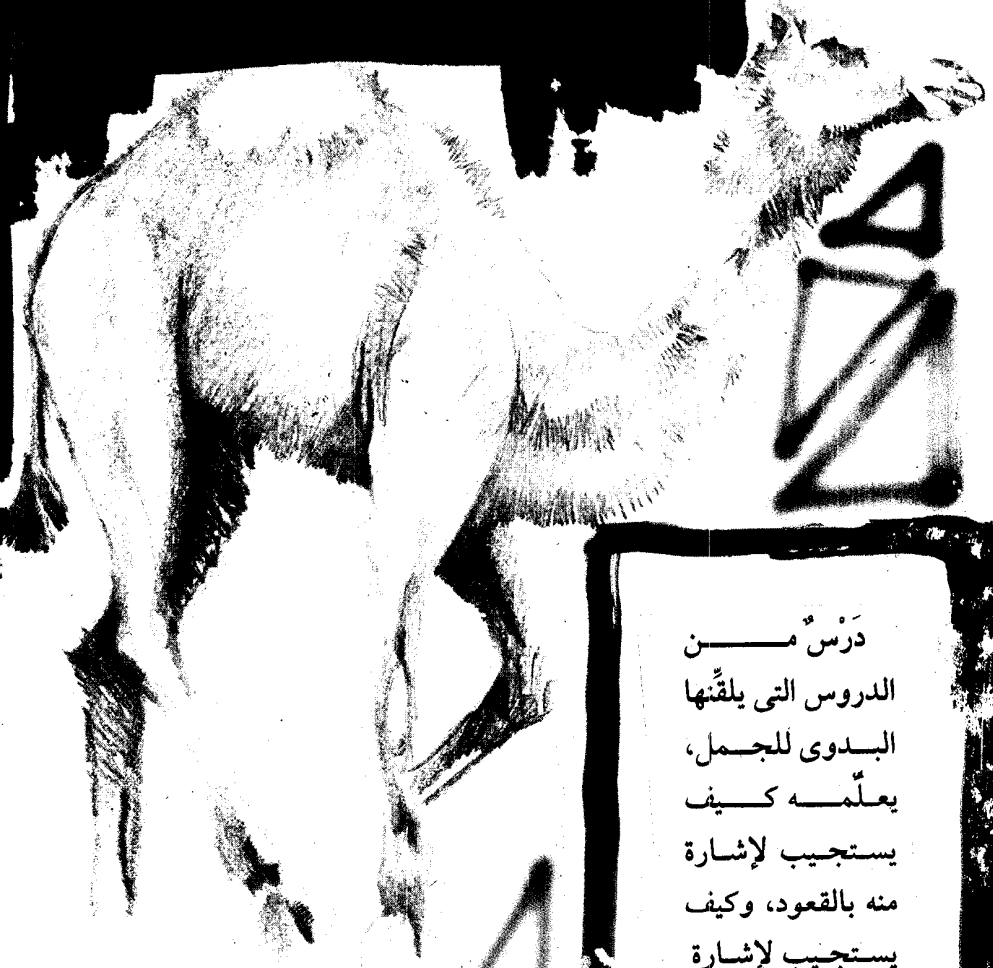 دَرْسٌ من
الدروس التى يلقِّنها
البدوى للجمل،
يعلّمه كيف
يستجيب لإشارة
منه بالقعود، وكيف
يستجيب لإشارة